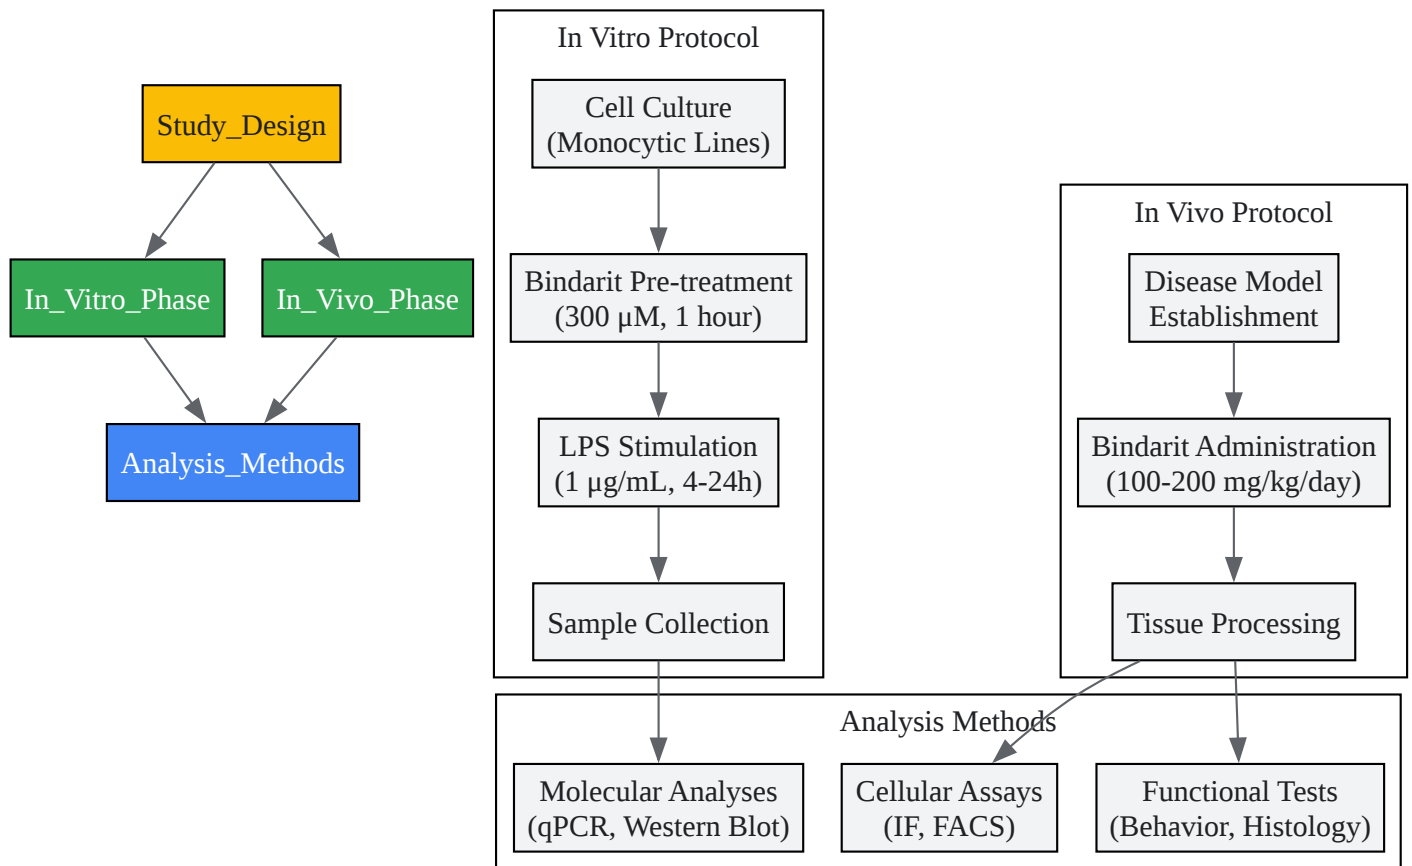 Study_Design
In_Vitro_Phase
In_Vivo_Phase
Analysis_Methods
In Vitro Protocol
Cell Culture
(Monocytic Lines)
Bindarit Pre-treatment
(300 μM, 1 hour)
LPS Stimulation
(1 μg/mL, 4-24h)
Sample Collection
In Vivo Protocol
Disease Model
Establishment
Bindarit Administration
(100-200 mg/kg/day)
Tissue Processing
Analysis Methods
Molecular Analyses
(qPCR, Western Blot)
Cellular Assays
(IF, FACS)
Functional Tests
(Behavior, Histology)